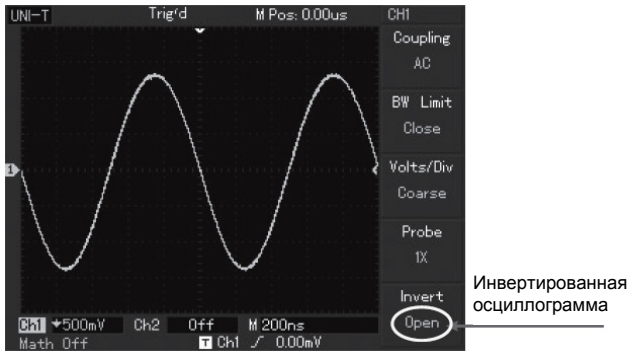 UNI-T Trig'd M Pos: 0.00us CH1
Coupling
AC
BW Limit
Close
Volts/Div
Coarse
Probe
1X
Invert
Open
1
Ch1 500mV Ch2 Off M 200ns
Math Off T Ch1 0.00mV
Инвертированная
осциллограмма